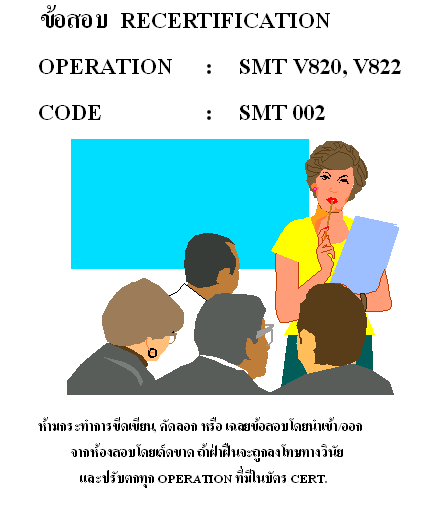 ข้อสอบ RECERTIFICATION
OPERATION : SMT V820, V822
CODE : SMT 002
ห้ามกระทำการขีดเขียน, คัดลอก หรือ เฉลยข้อสอบโดยนำเข้า/ออก
จากห้องสอบโดยเด็ดขาด ถ้าฝ่าฝืนจะถูกลงโทษทางวินัย
และปรับตกทุก OPERATION ที่มีในบัตร CERT.